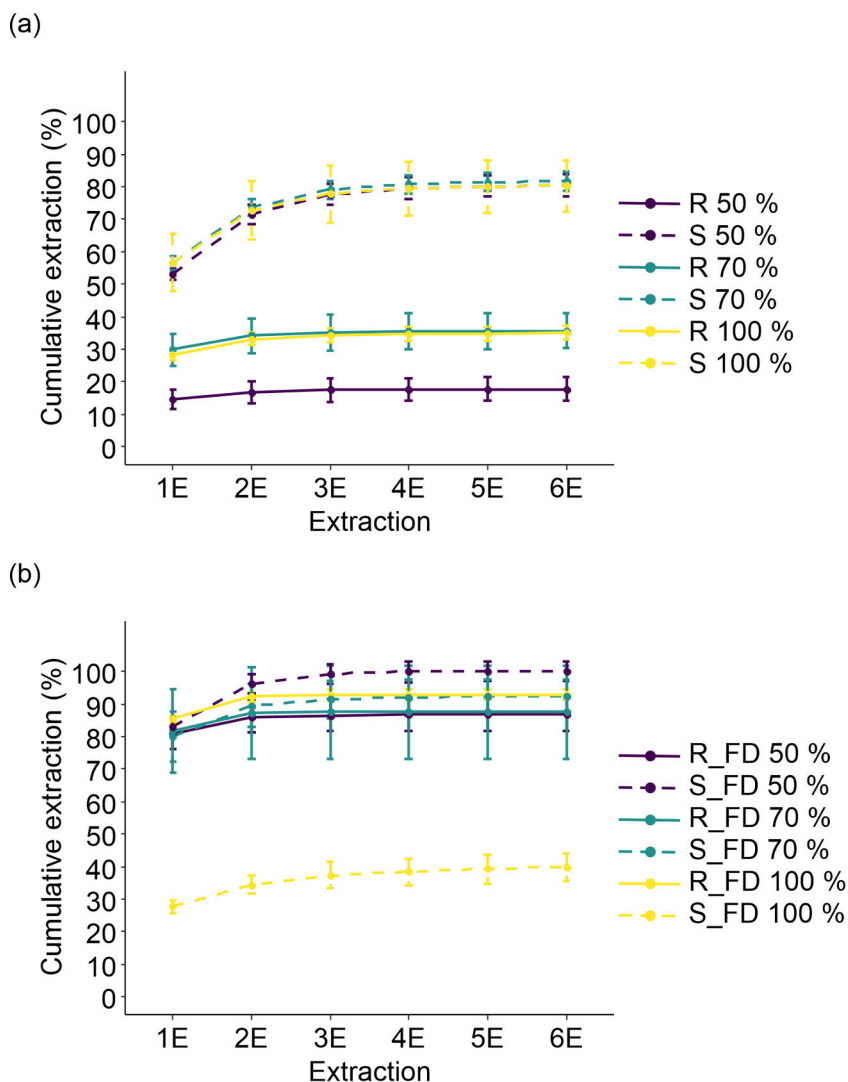 (a)
Cumulative extraction (%)
100
90
80
70
60
50
40
30
20
10
0
1E 2E 3E 4E 5E 6E
Extraction
R 50 %
S 50 %
R 70 %
S 70 %
R 100 %
S 100 %
(b)
Cumulative extraction (%)
100
90
80
70
60
50
40
30
20
10
0
1E 2E 3E 4E 5E 6E
Extraction
R_FD 50 %
S_FD 50 %
R_FD 70 %
S_FD 70 %
R_FD 100 %
S_FD 100 %